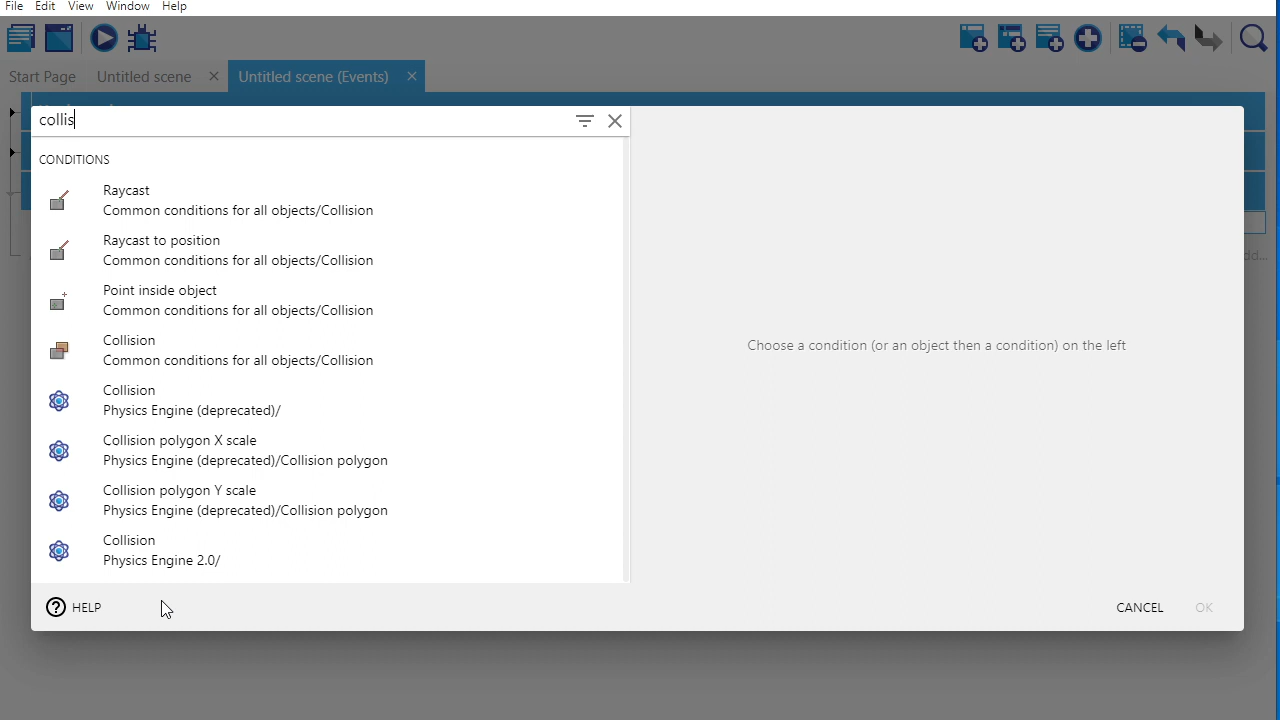 File Edit View Window Help
Start Page Untitled scene Untitled scene (Events)
collis
CONDITIONS
Raycast
Common conditions for all objects/Collision
Raycast to position
Common conditions for all objects/Collision
Point inside object
Common conditions for all objects/Collision
Collision
Common conditions for all objects/Collision
Collision
Physics Engine (deprecated)/
Collision polygon X scale
Physics Engine (deprecated)/Collision polygon
Collision polygon Y scale
Physics Engine (deprecated)/Collision polygon
Collision
Physics Engine 2.0/
Choose a condition (or an object then a condition) on the left
HELP
CANCEL OK